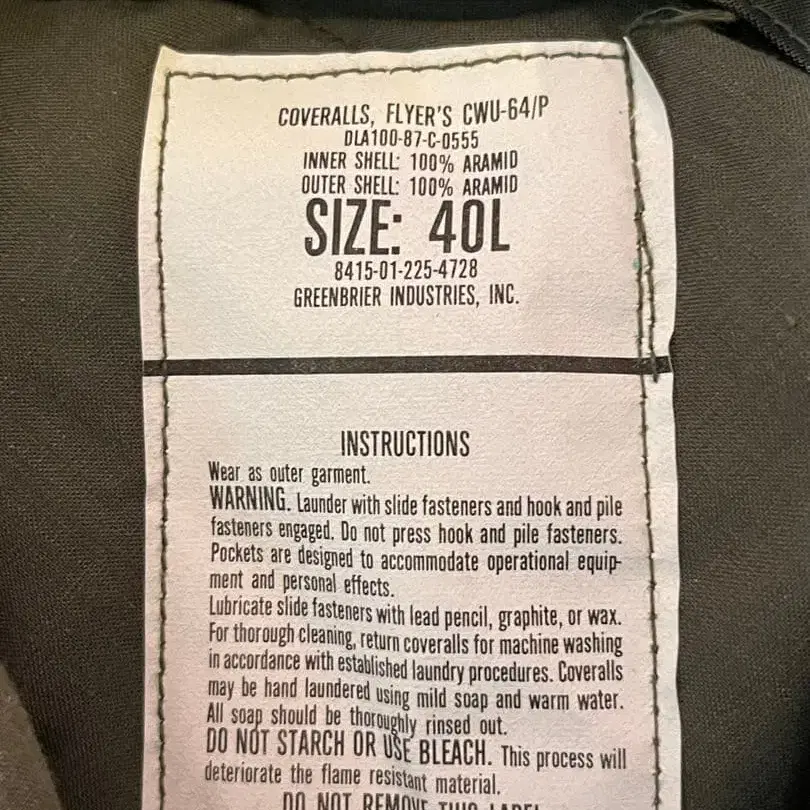 COVERALLS, FLYER'S CWU-64/P
DLA100-87-C-0555
INNER SHELL: 100% ARAMID
OUTER SHELL: 100% ARAMID
SIZE: 40L
8415-01-225-4728
GREENBRIER INDUSTRIES, INC.
INSTRUCTIONS
Wear as outer garment.
WARNING. Launder with slide fasteners and hook and pile
fasteners engaged. Do not press hook and pile fasteners.
Pockets are designed to accommodate operational equip-
ment and personal effects.
Lubricate slide fasteners with lead pencil, graphite, or wax.
For thorough cleaning, return coveralls for machine washing
in accordance with established laundry procedures. Coveralls
may be hand laundered using mild soap and warm water.
All soap should be thoroughly rinsed out.
DO NOT STARCH OR USE BLEACH. This process will
deteriorate the flame resistant material.
DO NOT REMOVE THIS LABEL